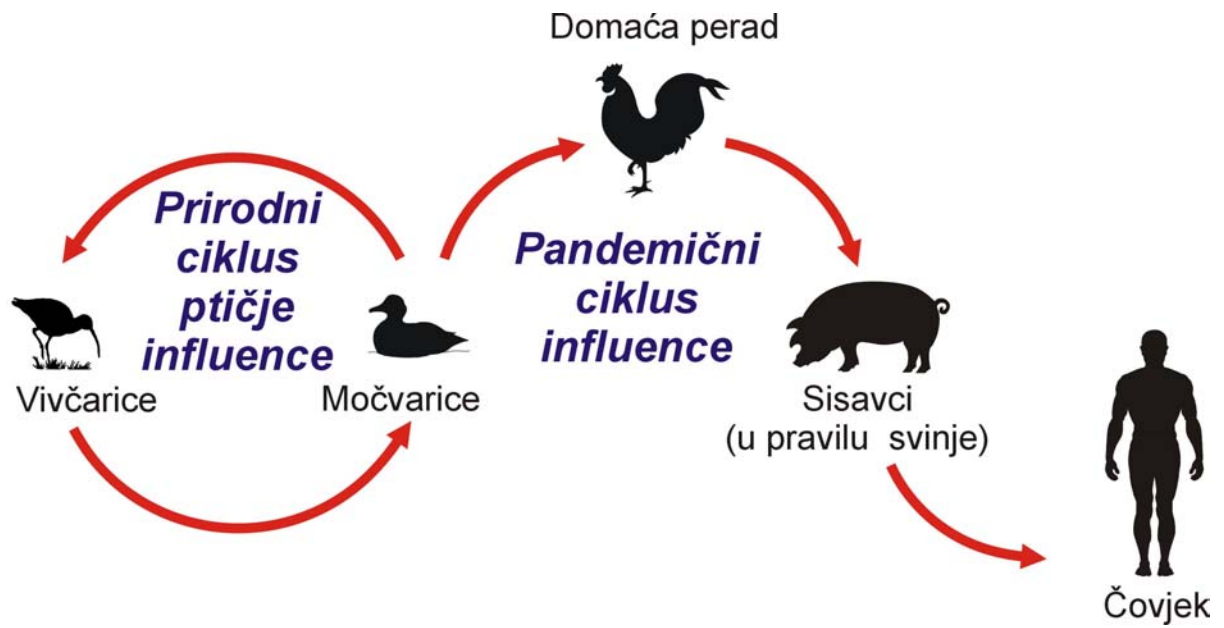 Domaća perad
Prirodni
ciklus
ptičje
influence
Pandemični
ciklus
influence
Vivčarice
Močvarice
Sisavci
(u pravilu svinje)
Čovjek